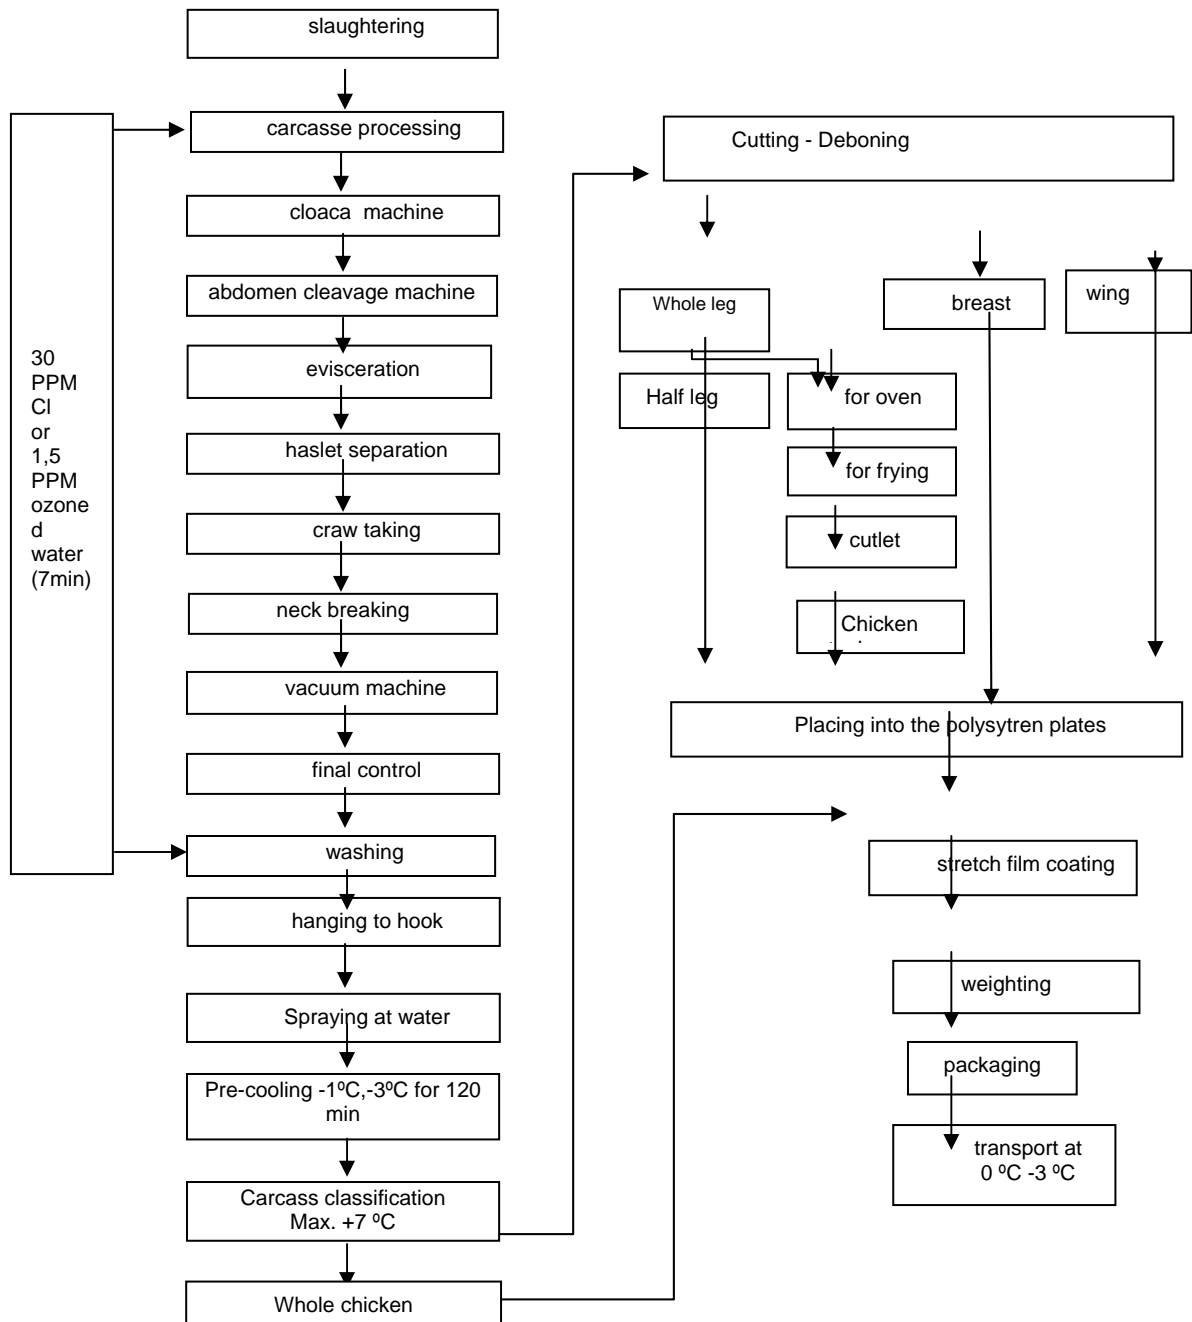 slaughtering
carcasse processing
cloaca machine
abdomen cleavage machine
evisceration
haslet separation
craw taking
neck breaking
vacuum machine
final control
washing
hanging to hook
Spraying at water
Pre-cooling -1ºC,-3ºC for 120
min
Carcass classification
Max. +7 ºC
Whole chicken
30
PPM
Cl
or
1,5
PPM
ozone
d
water
(7min)
Cutting - Deboning
Whole leg
Half leg
for oven
for frying
cutlet
Chicken
breast
wing
Placing into the polysytren plates
stretch film coating
weighting
packaging
transport at
0 ºC -3 ºC